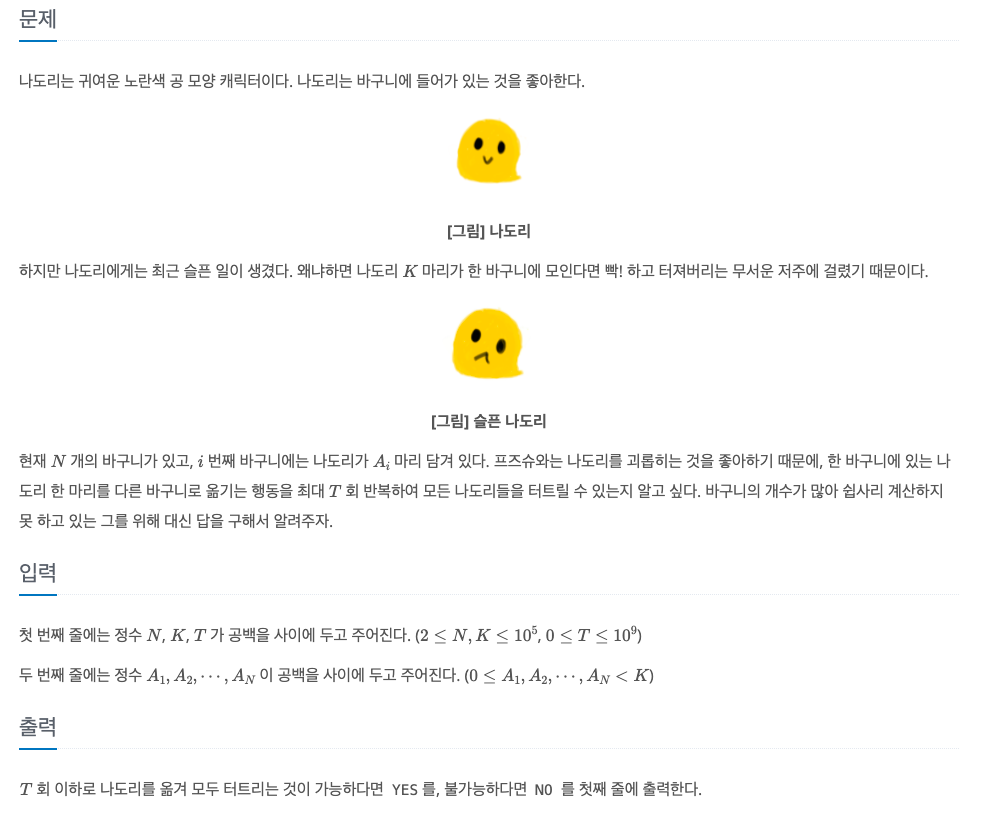 문제
나도리는 귀여운 노란색 공 모양 캐릭터이다. 나도리는 바구니에 들어가 있는 것을 좋아한다.
[그림] 나도리
하지만 나도리에게는 최근 슬픈 일이 생겼다. 왜냐하면 나도리 K 마리가 한 바구니에 모인다면 빡! 하고 터져버리는 무서운 저주에 걸렸기 때문이다.
[그림] 슬픈 나도리
현재 N 개의 바구니가 있고, i 번째 바구니에는 나도리가 A_i 마리 담겨 있다. 프즈슈와는 나도리를 괴롭히는 것을 좋아하기 때문에, 한 바구니에 있는 나
도리 한 마리를 다른 바구니로 옮기는 행동을 최대 T 회 반복하여 모든 나도리들을 터트릴 수 있는지 알고 싶다. 바구니의 개수가 많아 쉽사리 계산하지
못 하고 있는 그를 위해 대신 답을 구해서 알려주자.
입력
첫 번째 줄에는 정수 N, K, T 가 공백을 사이에 두고 주어진다. (2 ≤ N, K ≤ 10^5, 0 ≤ T ≤ 10^9)
두 번째 줄에는 정수 A_1, A_2, ⋯, A_N 이 공백을 사이에 두고 주어진다. (0 ≤ A_1, A_2, ⋯, A_N < K)
출력
T 회 이하로 나도리를 옮겨 모두 터트리는 것이 가능하다면 YES 를, 불가능하다면 NO 를 첫째 줄에 출력한다.